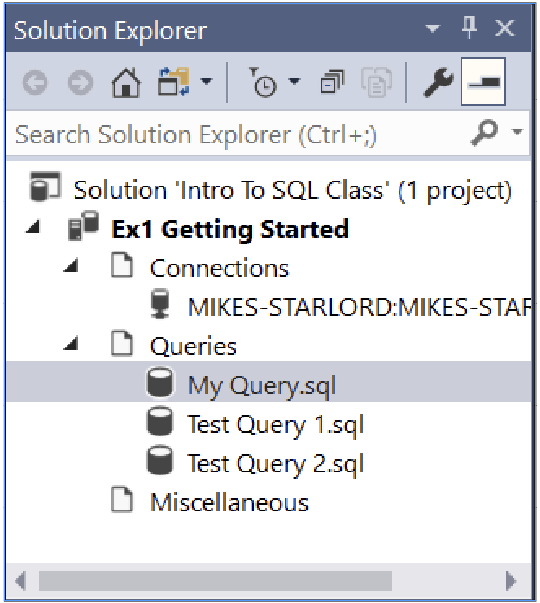 Solution Explorer
Search Solution Explorer (Ctrl+;)
Solution 'Intro To SQL Class' (1 project)
Ex1 Getting Started
Connections
MIKES-STARLORD:MIKES-STAR
Queries
My Query.sql
Test Query 1.sql
Test Query 2.sql
Miscellaneous